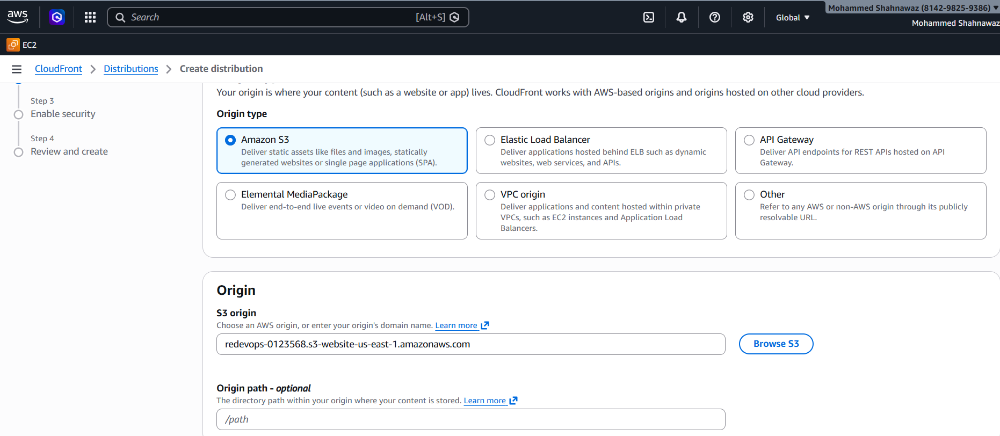 aws
Search
[Alt+S]
Global
Mohammed Shahnawaz (8142-9825-9386)
Mohammed Shahnawaz
EC2
CloudFront
Distributions
Create distribution
Step 3
Enable security
Step 4
Review and create
Your origin is where your content (such as a website or app) lives. CloudFront works with AWS-based origins and origins hosted on other cloud providers.
Origin type
Amazon S3
Deliver static assets like files and images, statically
generated websites or single page applications (SPA).
Elastic Load Balancer
Deliver applications hosted behind ELB such as dynamic
websites, web services, and APIs.
API Gateway
Deliver API endpoints for REST APIs hosted on API
Gateway.
Elemental MediaPackage
Deliver end-to-end live events or video on demand (VOD).
VPC origin
Deliver applications and content hosted within private
VPCs, such as EC2 instances and Application Load
Balancers.
Other
Refer to any AWS or non-AWS origin through its publicly
resolvable URL.
Origin
S3 origin
Choose an AWS origin, or enter your origin's domain name. Learn more
redevops-0123568.s3-website-us-east-1.amazonaws.com
Browse S3
Origin path - optional
The directory path within your origin where your content is stored. Learn more
/path